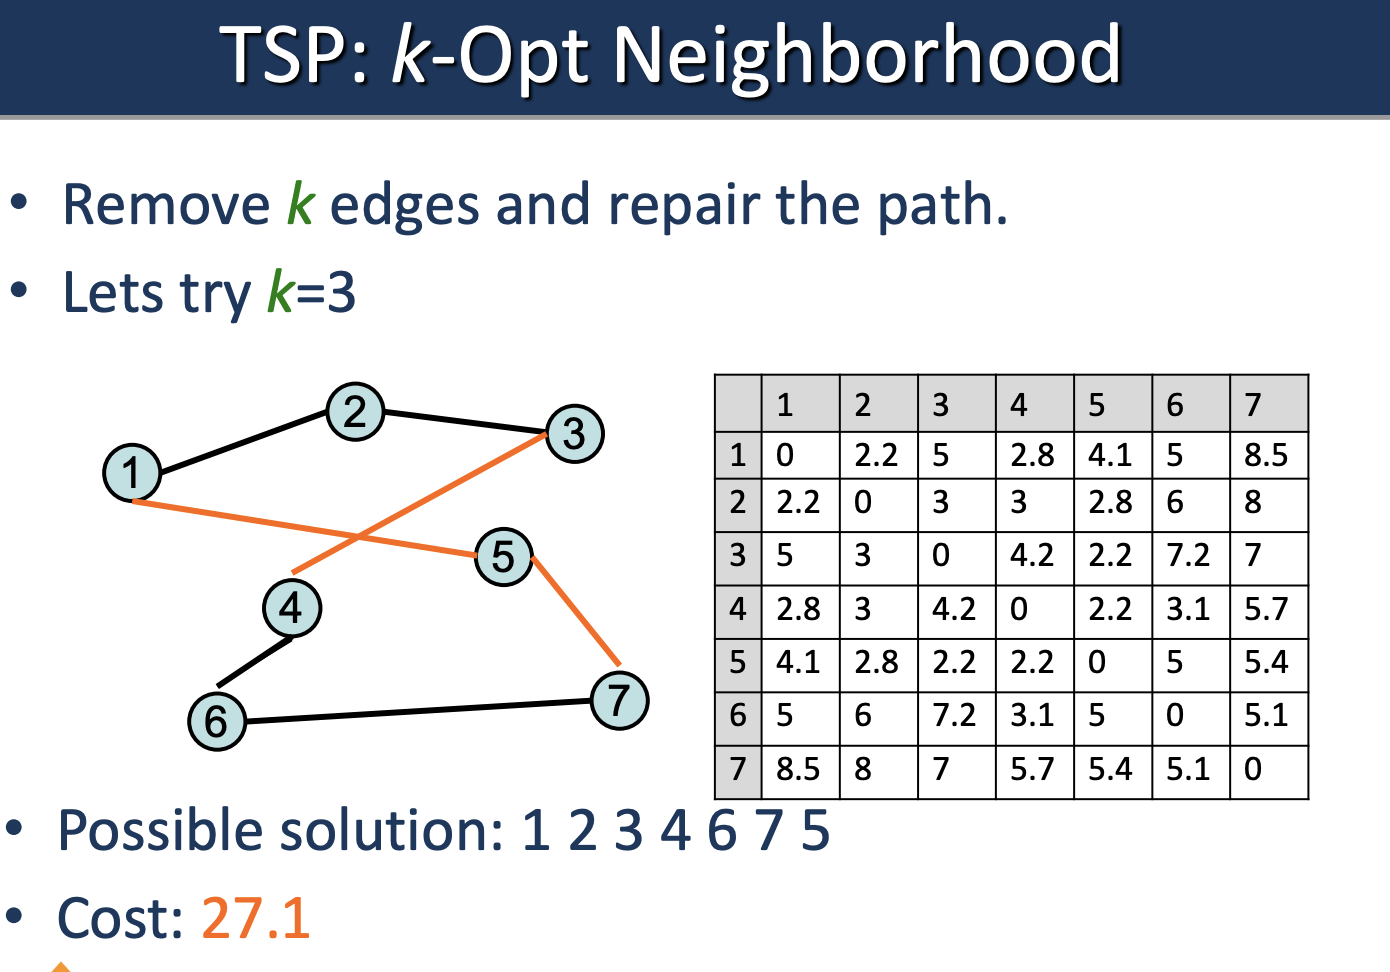 TSP: k-Opt Neighborhood
• Remove k edges and repair the path.
• Lets try k=3
1
2
3
4
5
6
7
1 2 3 4 5 6 7
1 0 2.2 5 2.8 4.1 5 8.5
2 2.2 0 3 3 2.8 6 8
3 5 3 0 4.2 2.2 7.2 7
4 2.8 3 4.2 0 2.2 3.1 5.7
5 4.1 2.8 2.2 2.2 0 5 5.4
6 5 6 7.2 3.1 5 0 5.1
7 8.5 8 7 5.7 5.4 5.1 0
• Possible solution: 1 2 3 4 6 7 5
• Cost: 27.1